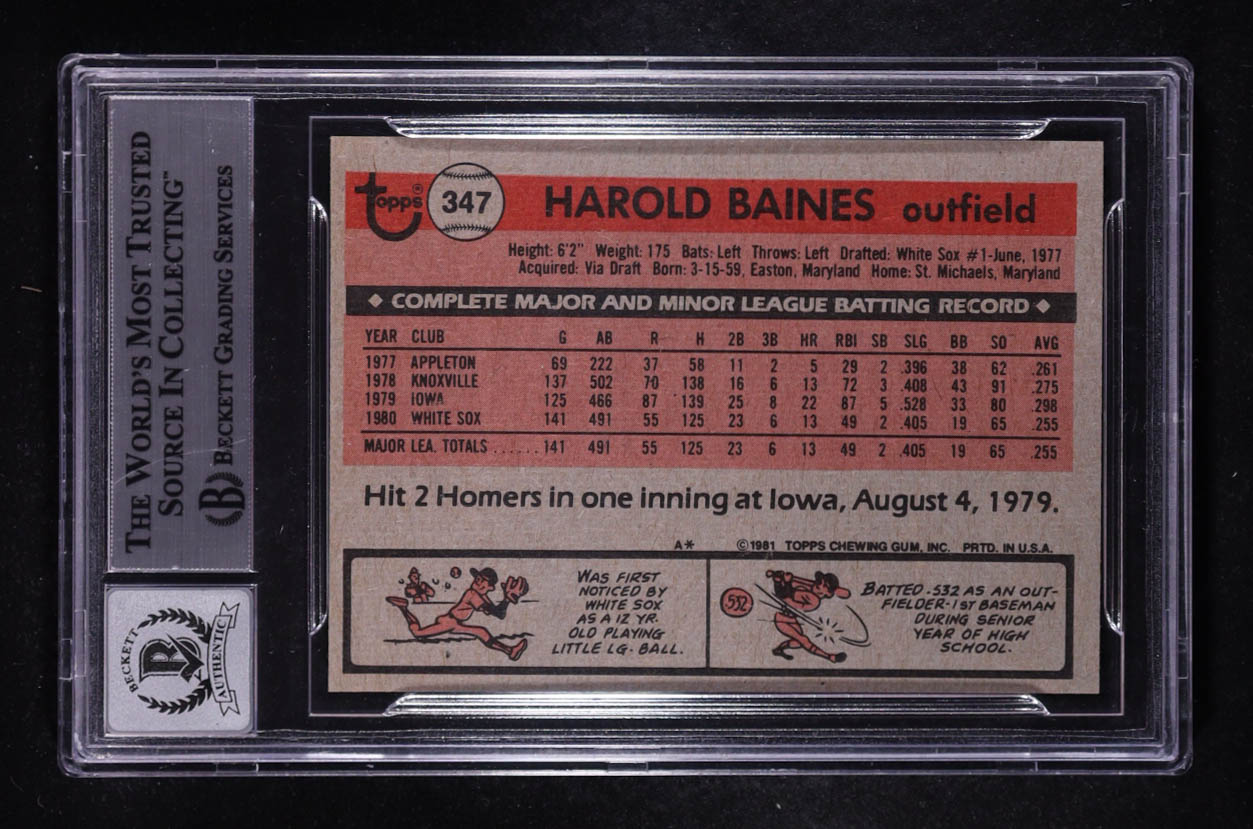 THE WORLD'S MOST TRUSTED
SOURCE IN COLLECTING™
B BECKETT GRADING SERVICES
BECKETT
B
AUTHENTIC
topps® 347 HAROLD BAINES outfield
Height: 6'2" Weight: 175 Bats: Left Throws: Left Drafted: White Sox #1-June, 1977
Acquired: Via Draft Born: 3-15-59, Easton, Maryland Home: St. Michaels, Maryland
◆ COMPLETE MAJOR AND MINOR LEAGUE BATTING RECORD ◆
YEAR CLUB G AB R H 2B 3B HR RBI SB SLG BB SO AVG
1977 APPLETON 69 222 37 58 11 2 5 29 2 .396 38 62 .261
1978 KNOXVILLE 137 502 70 138 16 6 13 72 3 .408 43 91 .275
1979 IOWA 125 466 87 139 25 8 22 87 5 .528 33 80 .298
1980 WHITE SOX 141 491 55 125 23 6 13 49 2 .405 19 65 .255
MAJOR LEA. TOTALS ....... 141 491 55 125 23 6 13 49 2 .405 19 65 .255
Hit 2 Homers in one inning at Iowa, August 4, 1979.
A* ©1981 TOPPS CHEWING GUM, INC. PRTD. IN U.S.A.
WAS FIRST
NOTICED BY
WHITE SOX
AS A 12 YR.
OLD PLAYING
LITTLE LG. BALL.
.532
BATTED .532 AS AN OUT-
FIELDER-1ST BASEMAN
DURING SENIOR
YEAR OF HIGH
SCHOOL.